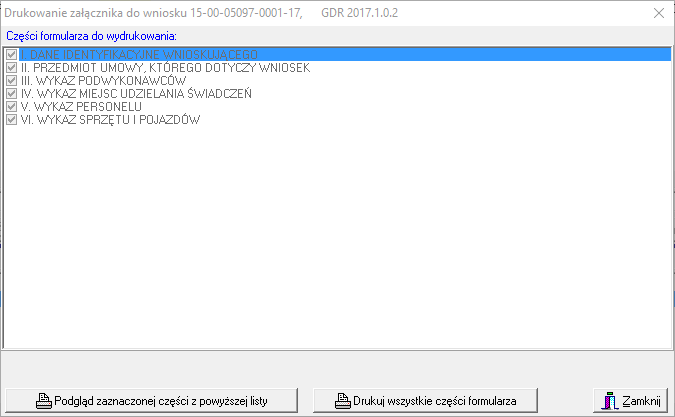 Drukowanie załącznika do wniosku 15-00-05097-0001-17, GDR 2017.1.0.2
Części formularza do wydrukowania:
I. DANE IDENTYFIKACYJNE WNIOSKUJĄCEGO
II. PRZEDMIOT UMOWY, KTÓREGO DOTYCZY WNIOSEK
III. WYKAZ PODWYKONAWCÓW
IV. WYKAZ MIEJSC UDZIELANIA ŚWIADCZEŃ
V. WYKAZ PERSONELU
VI. WYKAZ SPRZĘTU I POJAZDÓW
Podgląd zaznaczonej części z powyższej listy
Drukuj wszystkie części formularza
Zamknij